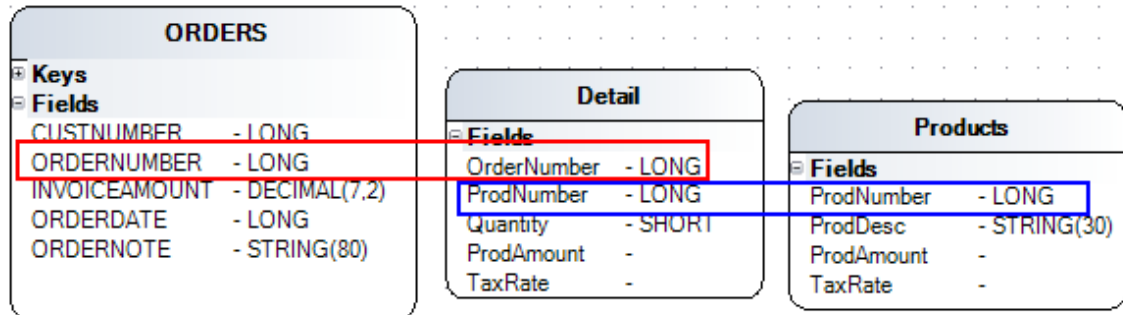 ORDERS
Keys
Fields
CUSTNUMBER - LONG
ORDERNUMBER - LONG
INVOICEAMOUNT - DECIMAL(7,2)
ORDERDATE - LONG
ORDERNOTE - STRING(80)
Detail
Fields
OrderNumber - LONG
ProdNumber - LONG
Quantity - SHORT
ProdAmount -
TaxRate -
Products
Fields
ProdNumber - LONG
ProdDesc - STRING(30)
ProdAmount -
TaxRate -